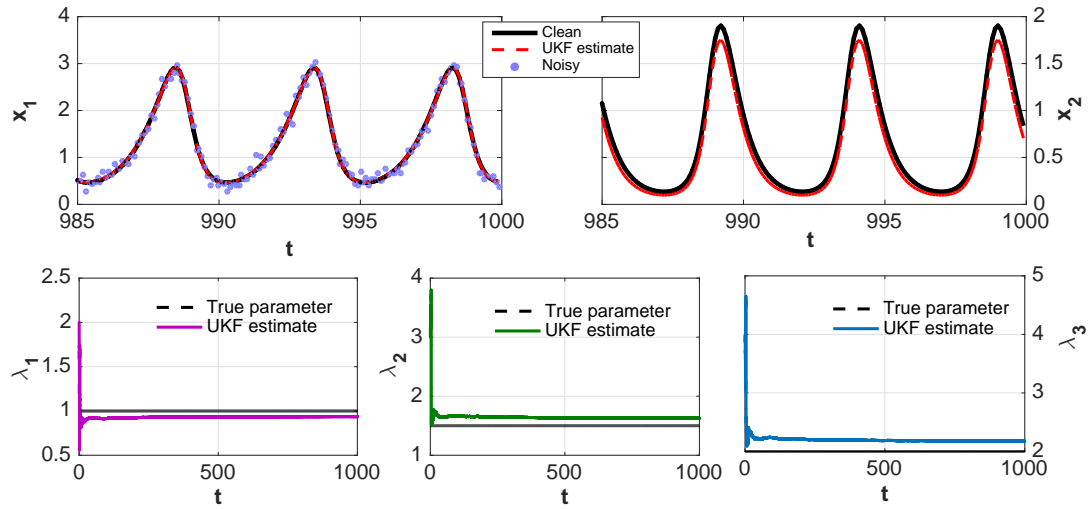 4
3
2
1
0
x1
985
990
995
1000
t
Clean
UKF estimate
Noisy
2
1.5
1
0.5
0
x2
985
990
995
1000
t
2.5
2
1.5
1
0.5
λ1
True parameter
UKF estimate
0
500
1000
t
4
3
2
1
λ2
True parameter
UKF estimate
0
500
1000
t
5
4
3
2
λ3
True parameter
UKF estimate
0
500
1000
t